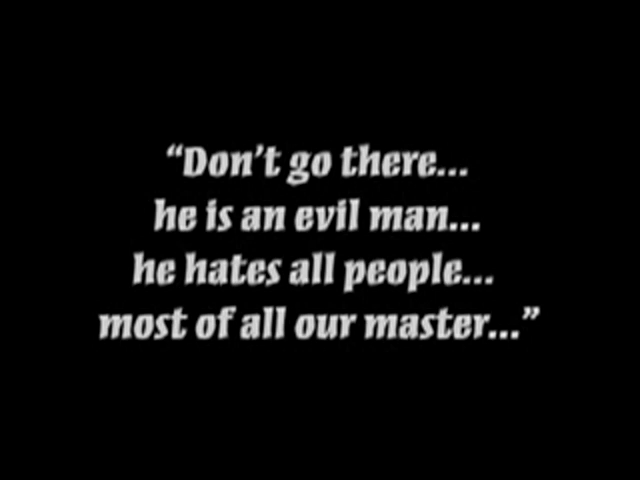 “Don’t go there...
he is an evil man...
he hates all people...
most of all our master...”